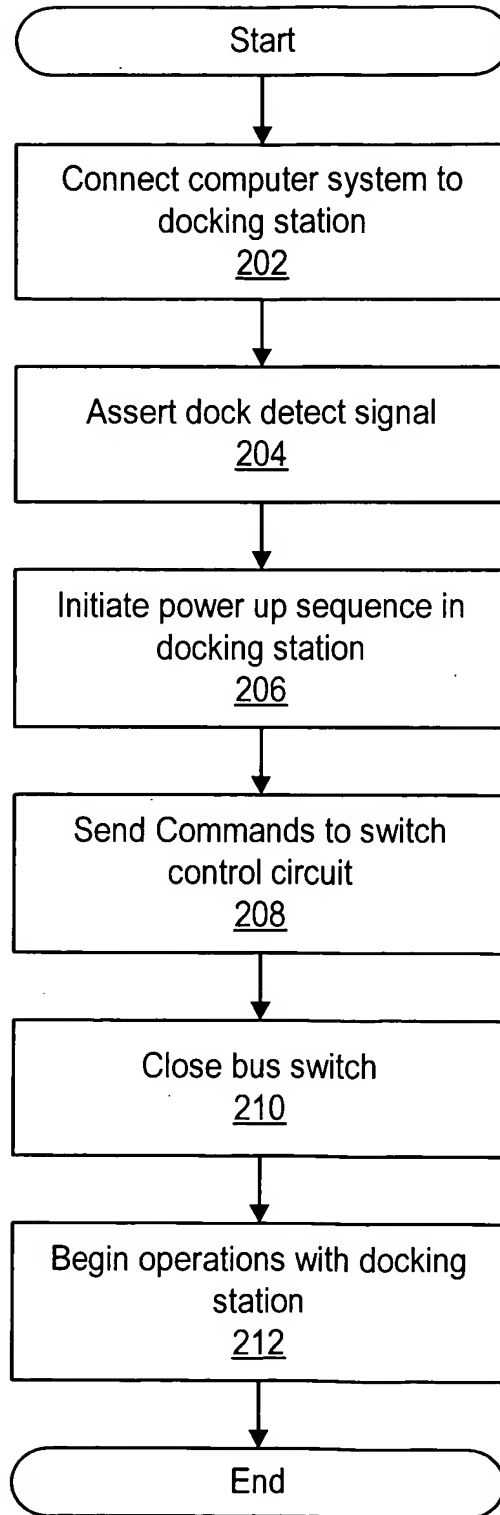 Start
Connect computer system to
docking station
202
Assert dock detect signal
204
Initiate power up sequence in
docking station
206
Send Commands to switch
control circuit
208
Close bus switch
210
Begin operations with docking
station
212
End